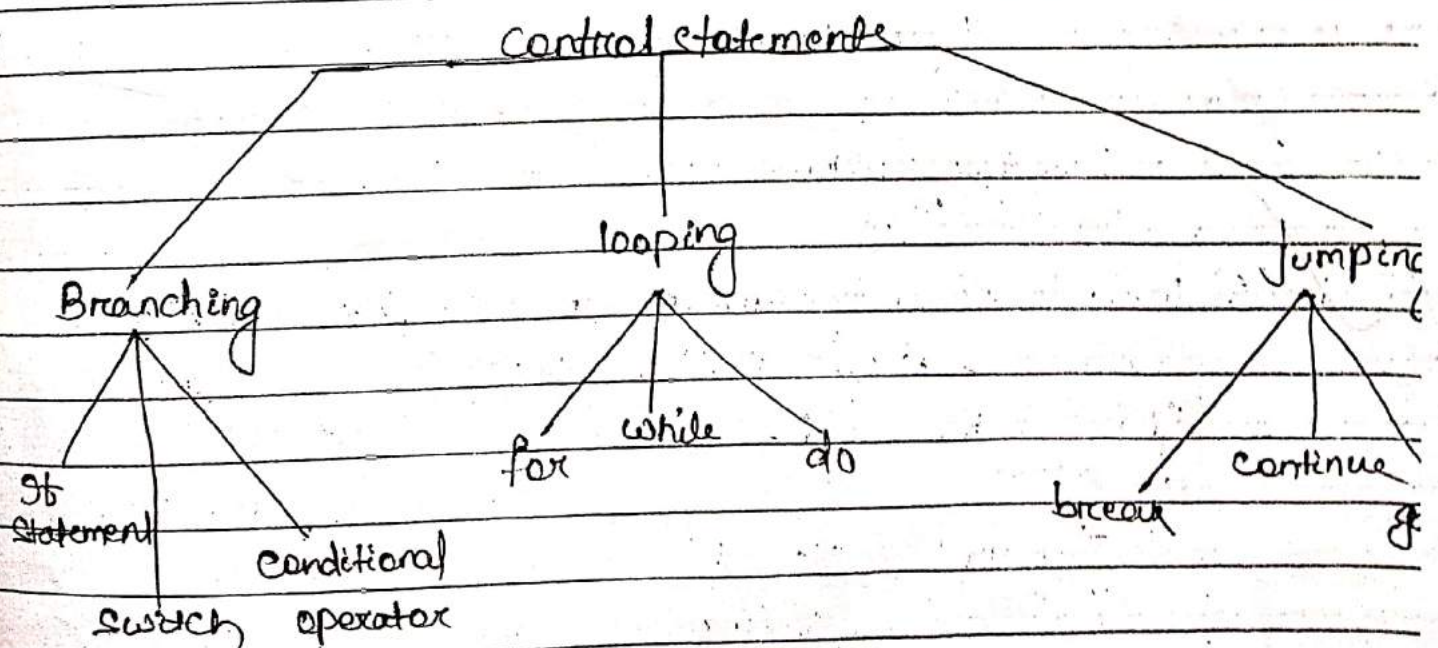 Control statements
looping
Jumping
Branching
for
while
do
continue
break
If
statement
conditional
switch operator